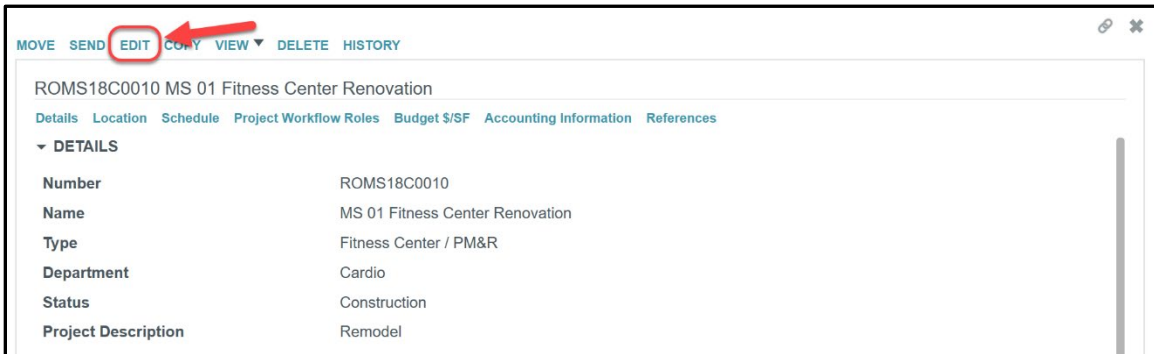 MOVE SEND EDIT COPY VIEW DELETE HISTORY
ROMS18C0010 MS 01 Fitness Center Renovation
Details Location Schedule Project Workflow Roles Budget $/SF Accounting Information References
DETAILS
Number ROMS18C0010
Name MS 01 Fitness Center Renovation
Type Fitness Center / PM&R
Department Cardio
Status Construction
Project Description Remodel